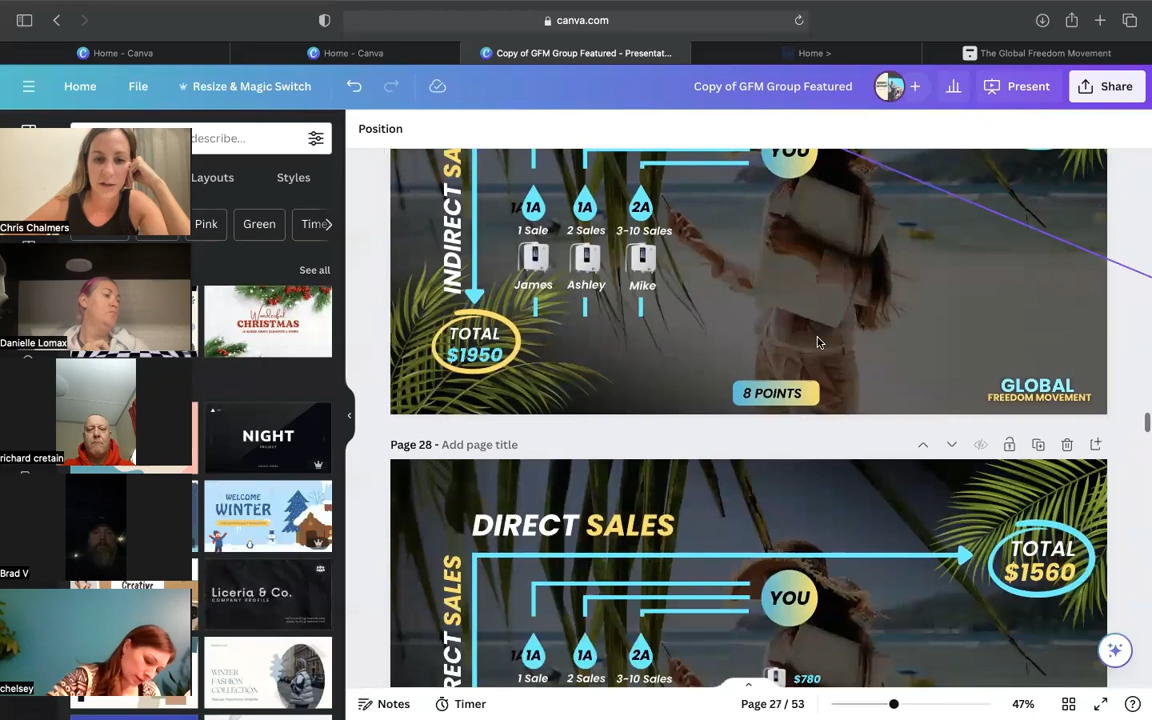 canva.com
Home - Canva
Home - Canva
Copy of GFM Group Featured - Presentat...
Home >
The Global Freedom Movement
Home
File
Resize & Magic Switch
Copy of GFM Group Featured
Present
Share
Position
describe...
Layouts
Styles
Pink
Green
Time
See all
Chris Chalmers
Danielle Lomax
richard cretain
Brad V
chelsey
Wonderful
CHRISTMAS
NIGHT
WELCOME
WINTER
Creative
Liceria & Co.
COMPANY PROFILE
WINTER
FASHION
COLLECTION
INDIRECT SA
YOU
1A
1A
2A
1 Sale
2 Sales
3-10 Sales
James
Ashley
Mike
TOTAL
$1950
8 POINTS
GLOBAL
FREEDOM MOVEMENT
Page 28 - Add page title
DIRECT SALES
TOTAL
$1560
RECT SALES
YOU
1A
1A
2A
1 Sale
2 Sales
3-10 Sales
$780
Notes
Timer
Page 27 / 53
47%